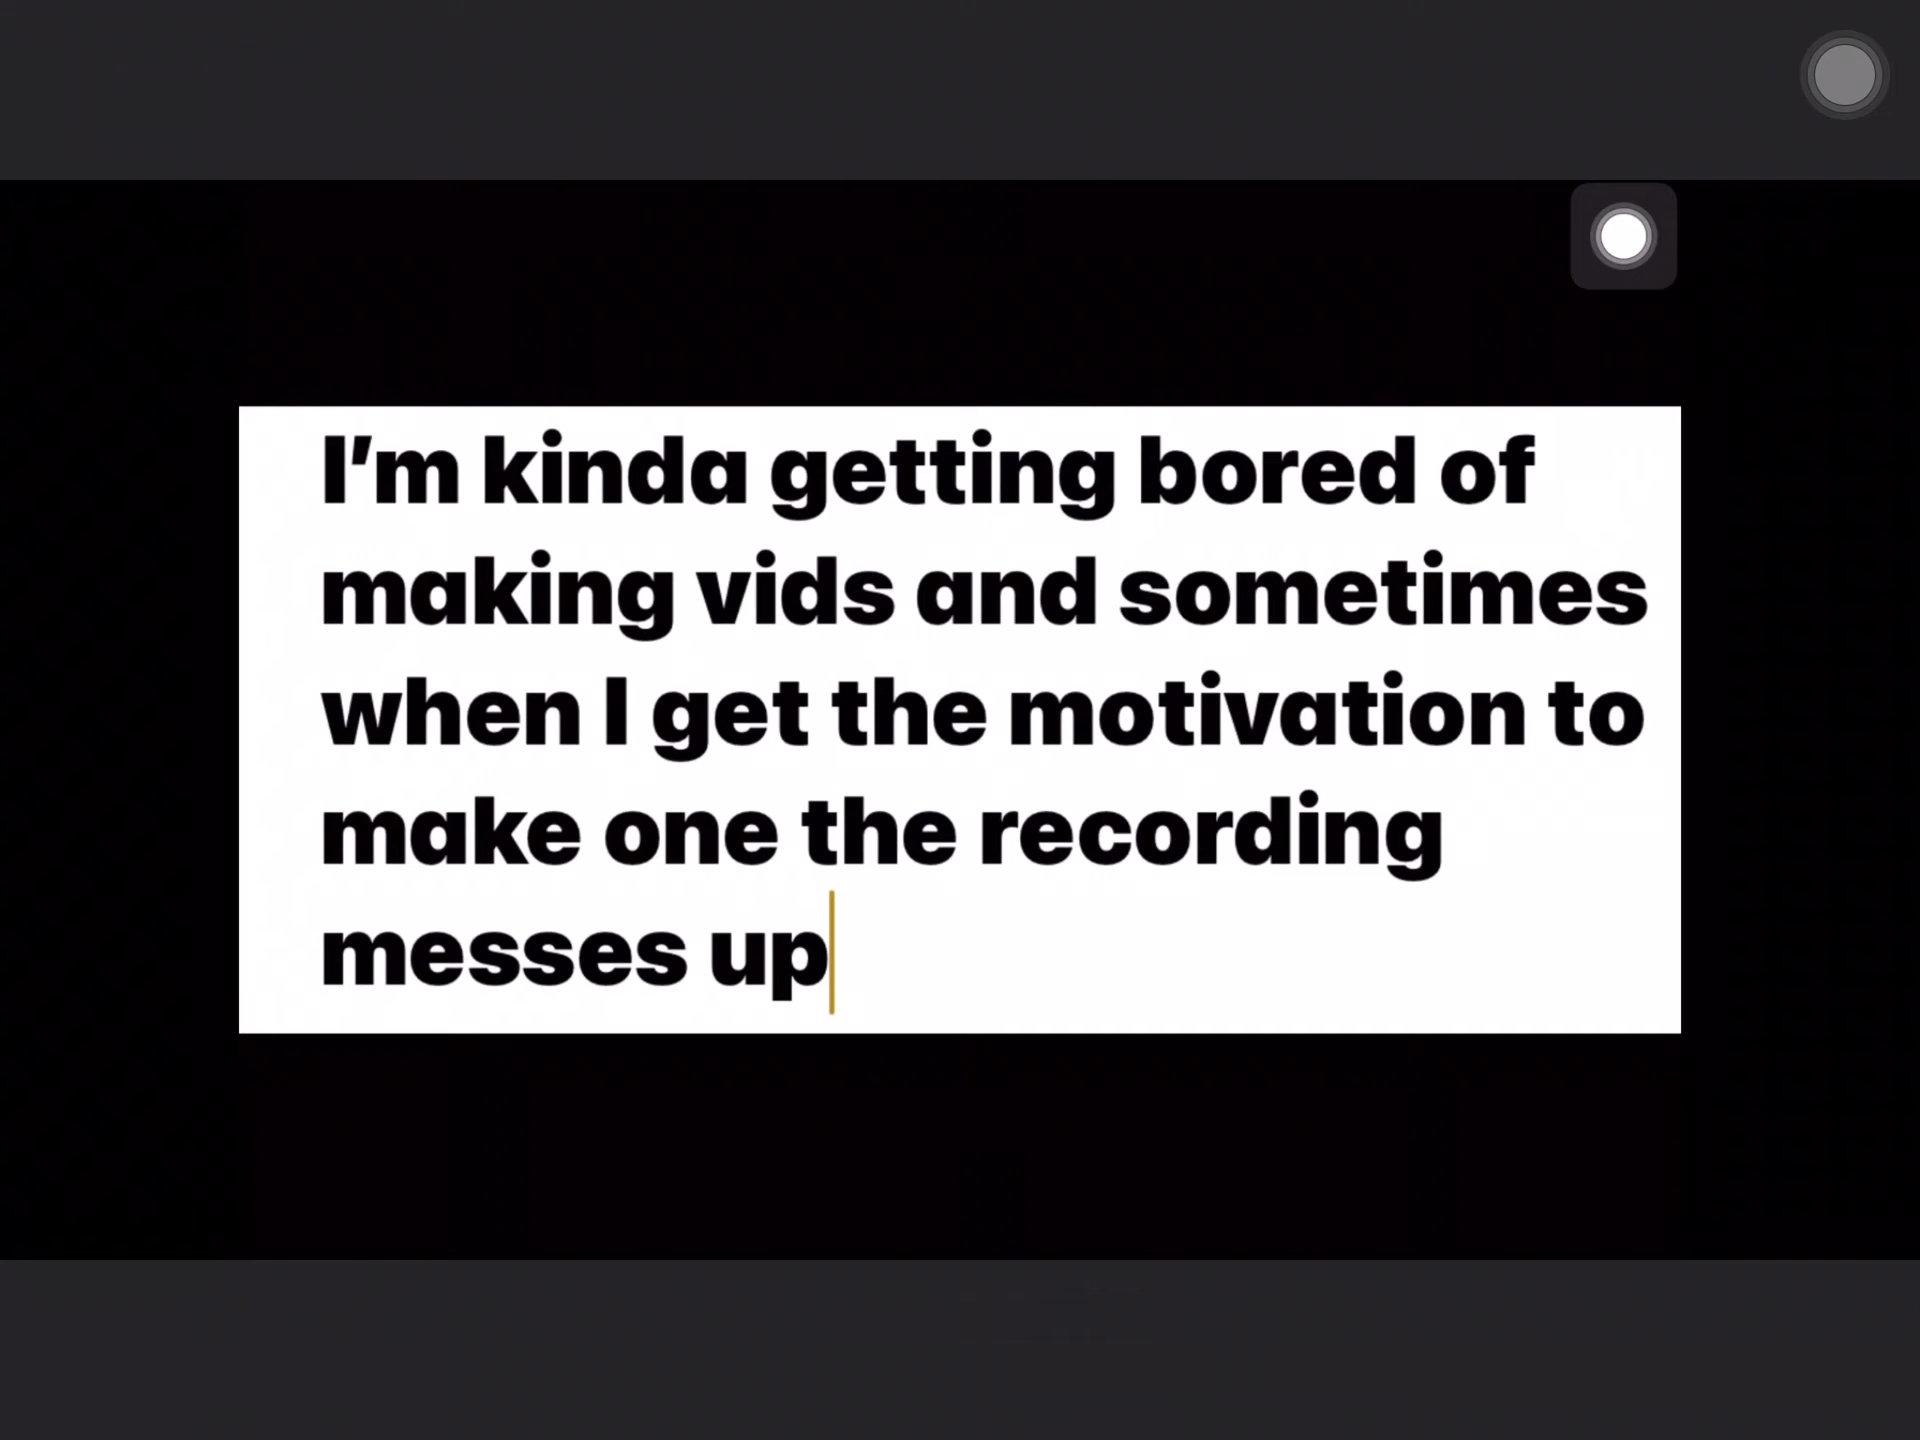 I’m kinda getting bored of
making vids and sometimes
when I get the motivation to
make one the recording
messes up